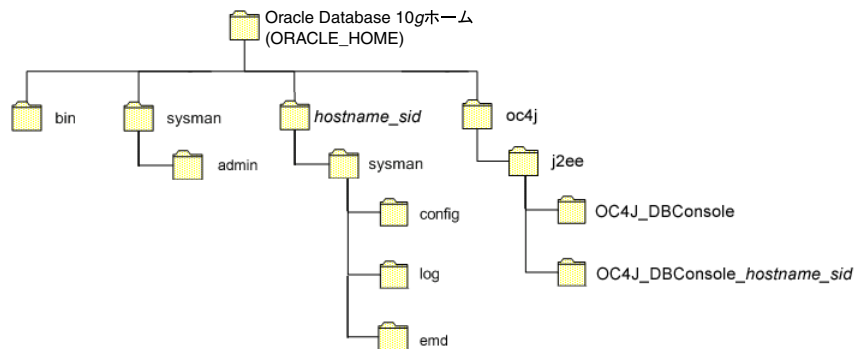 Oracle Database 10gホーム
(ORACLE_HOME)
bin
sysman
hostname_sid
oc4j
admin
sysman
j2ee
config
OC4J_DBConsole
log
OC4J_DBConsole_hostname_sid
emd